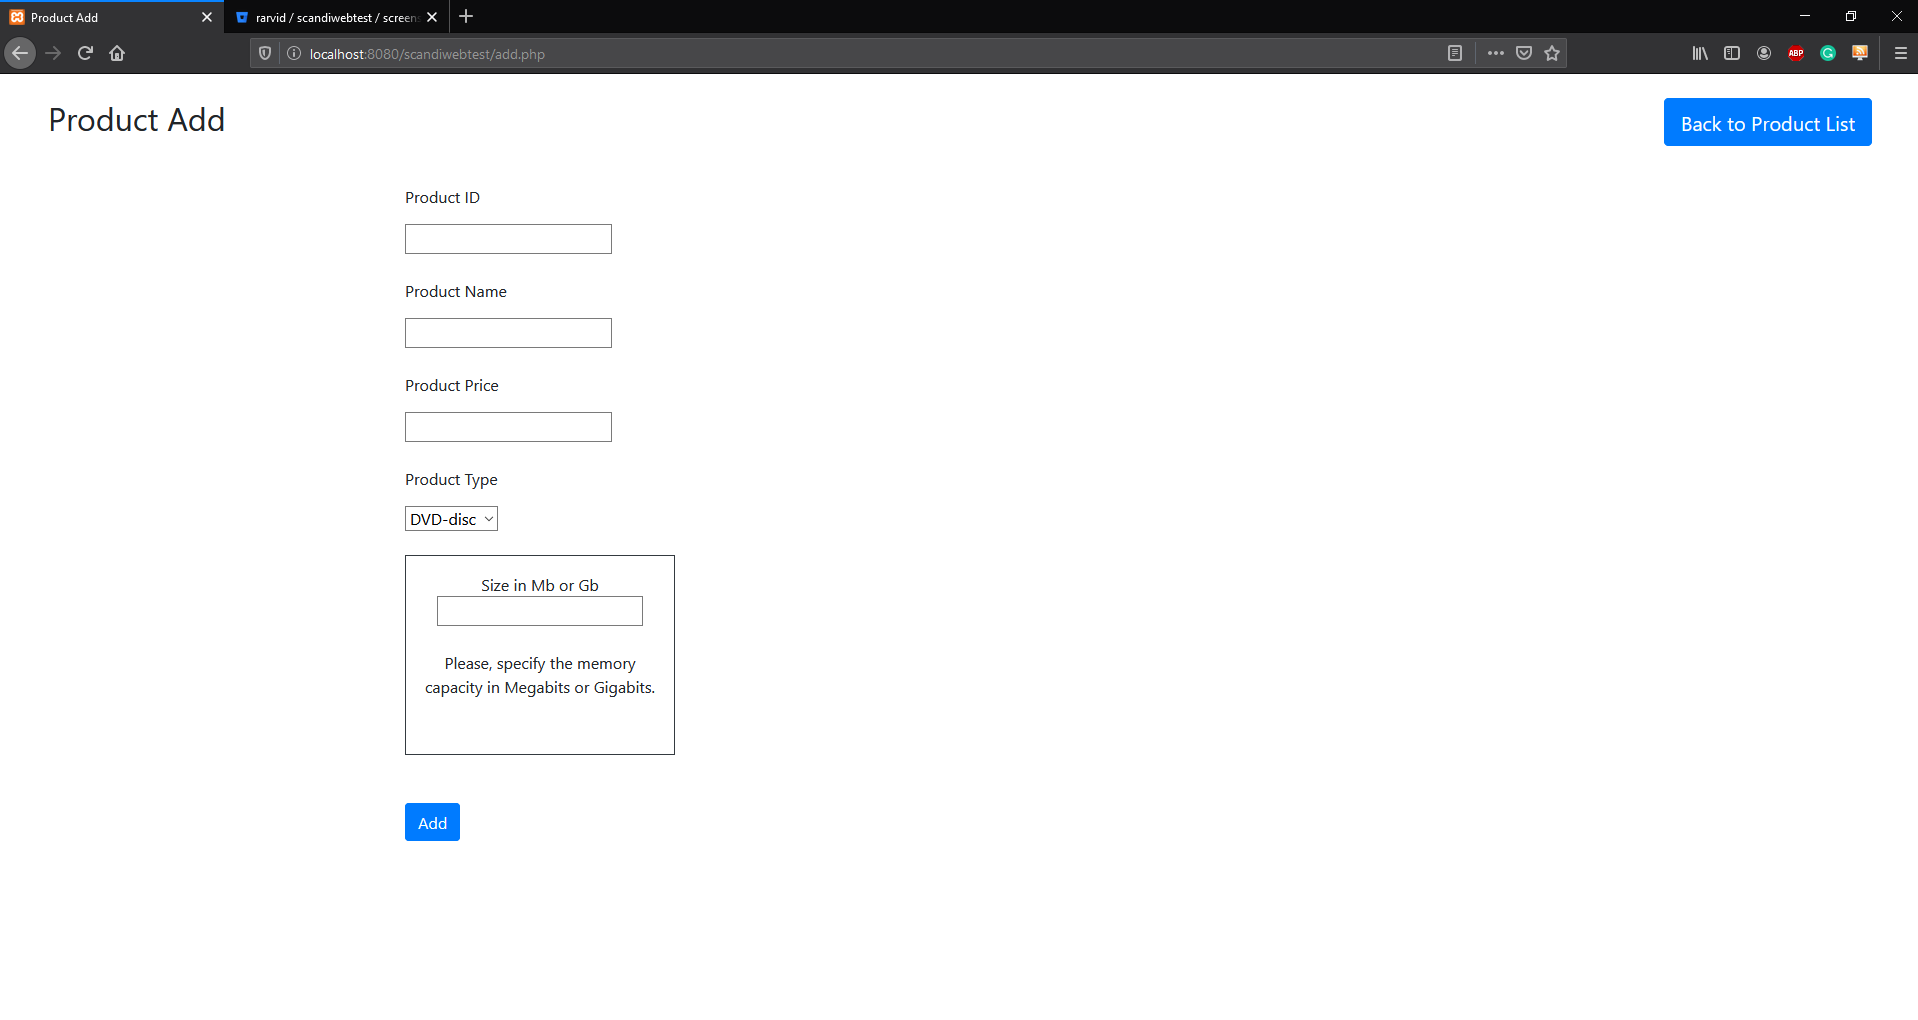 Product Add
rarvid / scandiwebtest / screens
localhost:8080/scandiwebtest/add.php
ABP
Product Add
Back to Product List
Product ID
Product Name
Product Price
Product Type
DVD-disc
Size in Mb or Gb
Please, specify the memory
capacity in Megabits or Gigabits.
Add